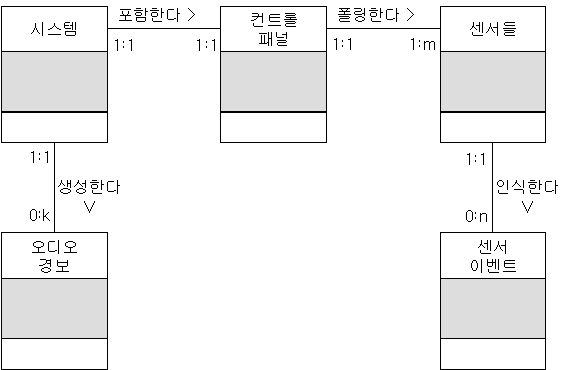 시스템
포함한다 >
컨트롤
패널
폴링한다 >
센서들
1:1
1:1
1:1
1:m
1:1
생성한다
∨
0:k
1:1
인식한다
∨
0:n
오디오
경보
센서
이벤트